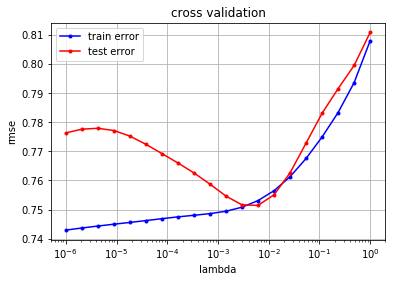 cross validation
train error
test error
rmse
0.81
0.80
0.79
0.78
0.77
0.76
0.75
0.74
10⁻⁶ 10⁻⁵ 10⁻⁴ 10⁻³ 10⁻² 10⁻¹ 10⁰
lambda